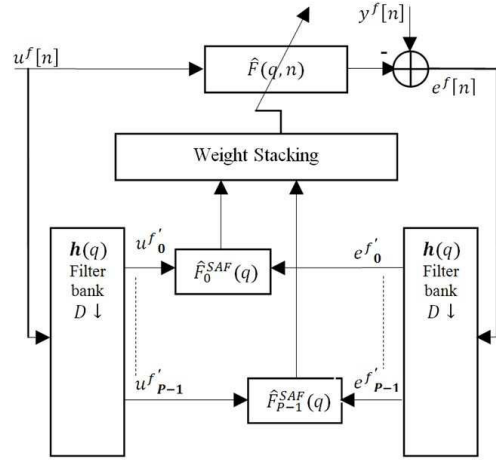 y^f[n]
u^f[n]
F̂(q,n)
-
e^f[n]
Weight Stacking
h(q)
Filter
bank
D ↓
u^f'_0
F̂_0^SAF(q)
e^f'_0
h(q)
Filter
bank
D ↓
u^f'_P-1
F̂_P-1^SAF(q)
e^f'_P-1